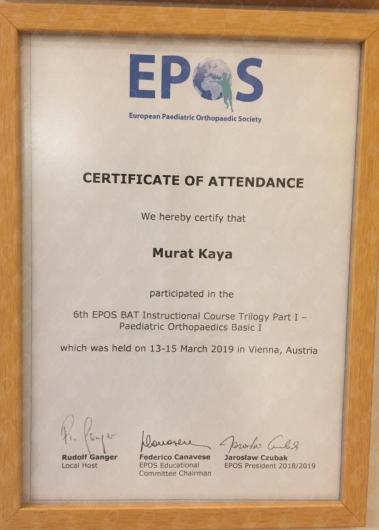 EPOS
European Paediatric Orthopaedic Society
CERTIFICATE OF ATTENDANCE
We hereby certify that
Murat Kaya
participated in the
6th EPOS BAT Instructional Course Trilogy Part I –
Paediatric Orthopaedics Basic I
which was held on 13-15 March 2019 in Vienna, Austria
Rudolf Ganger
Local Host
Federico Canavese
EPOS Educational
Committee Chairman
Jaroslaw Czubak
EPOS President 2018/2019